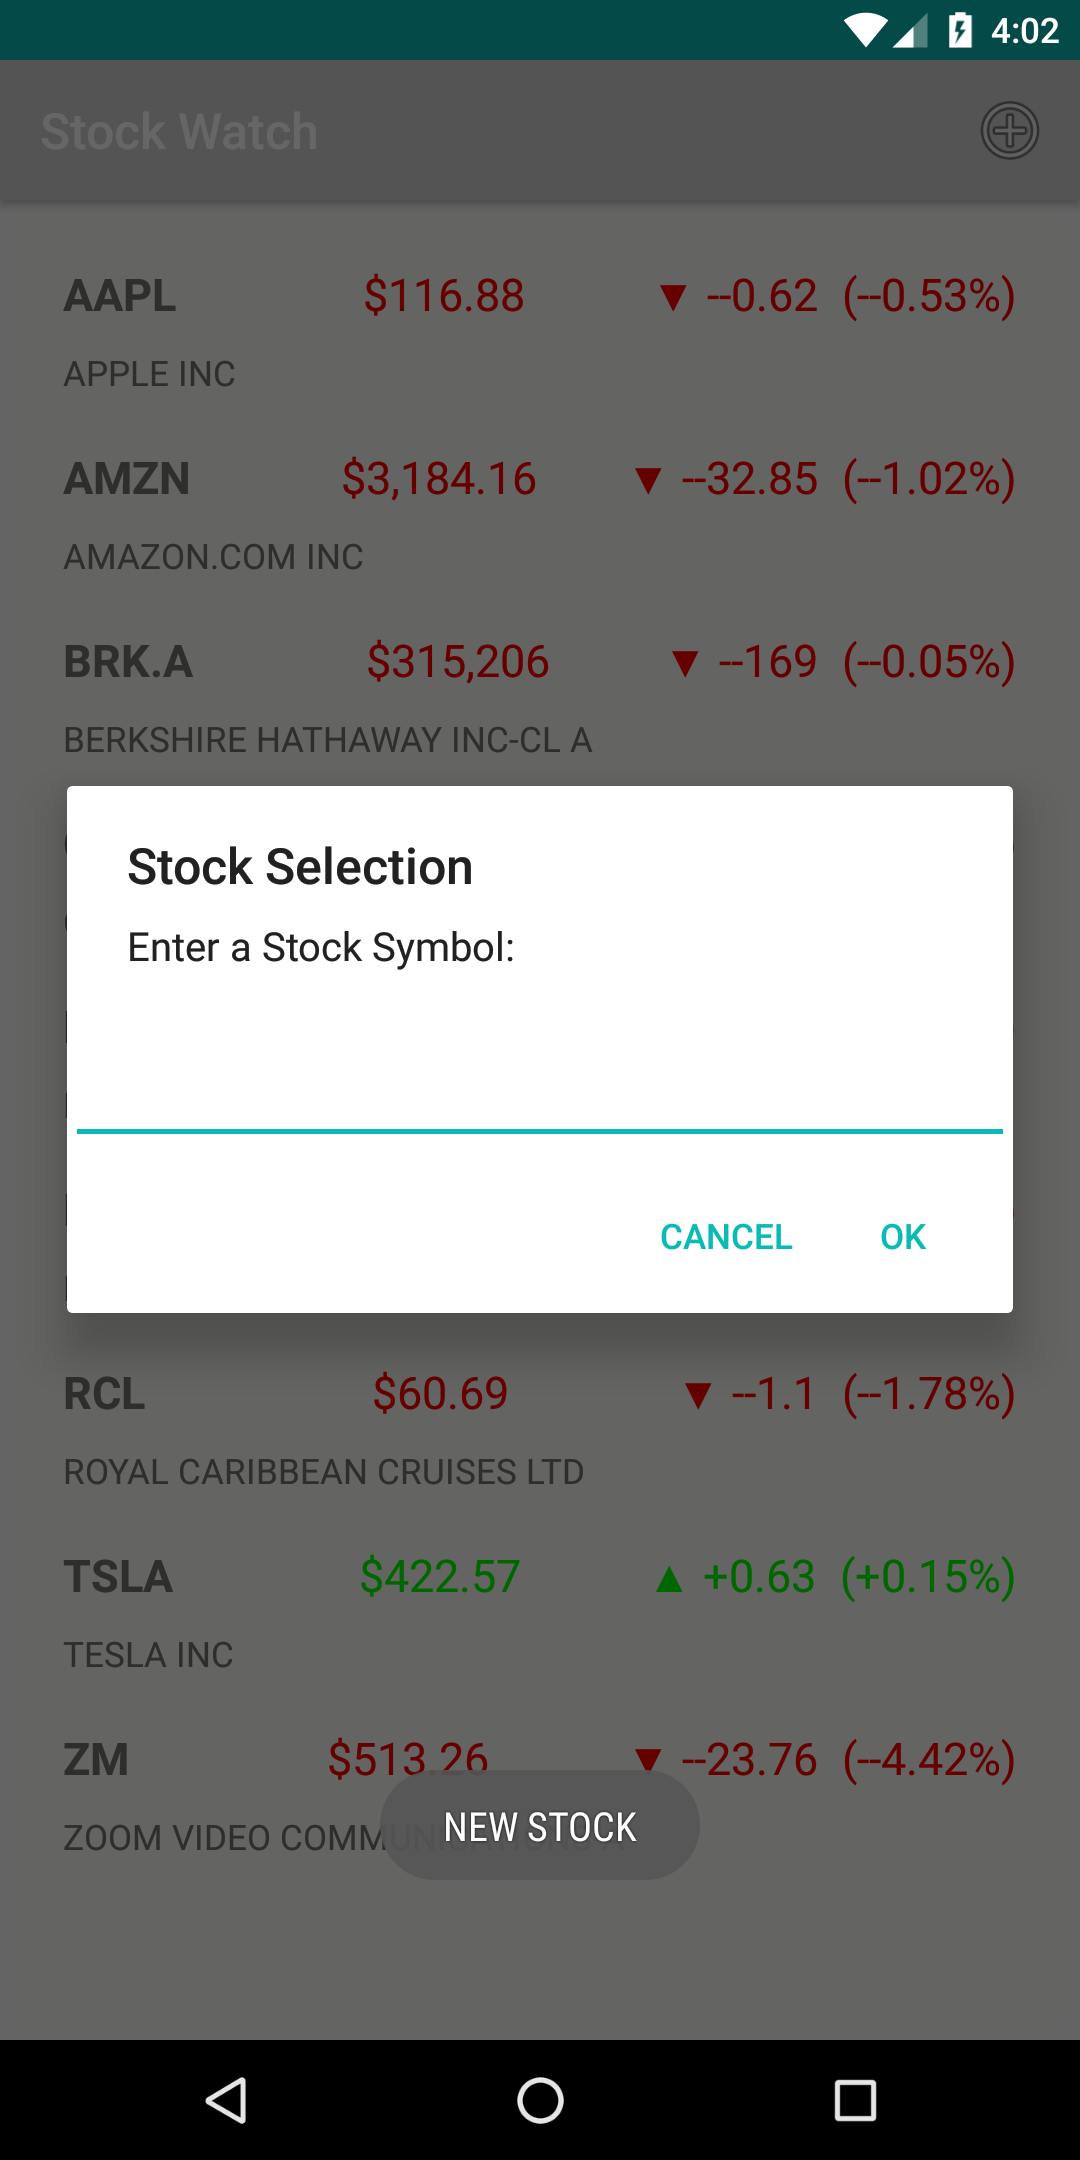 4:02
Stock Watch
AAPL $116.88 ▼ --0.62 (--0.53%)
APPLE INC
AMZN $3,184.16 ▼ --32.85 (--1.02%)
AMAZON.COM INC
BRK.A $315,206 ▼ --169 (--0.05%)
BERKSHIRE HATHAWAY INC-CL A
Stock Selection
Enter a Stock Symbol:
CANCEL OK
RCL $60.69 ▼ --1.1 (--1.78%)
ROYAL CARIBBEAN CRUISES LTD
TSLA $422.57 ▲ +0.63 (+0.15%)
TESLA INC
ZM $513.26 ▼ --23.76 (--4.42%)
ZOOM VIDEO
NEW STOCK